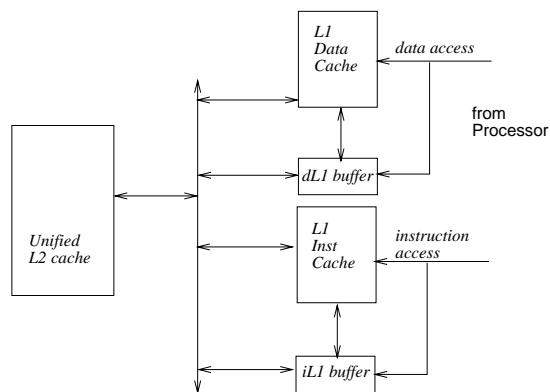 L1
Data
Cache
data access
from
Processor
dL1 buffer
Unified
L2 cache
L1
Inst
Cache
instruction
access
iL1 buffer